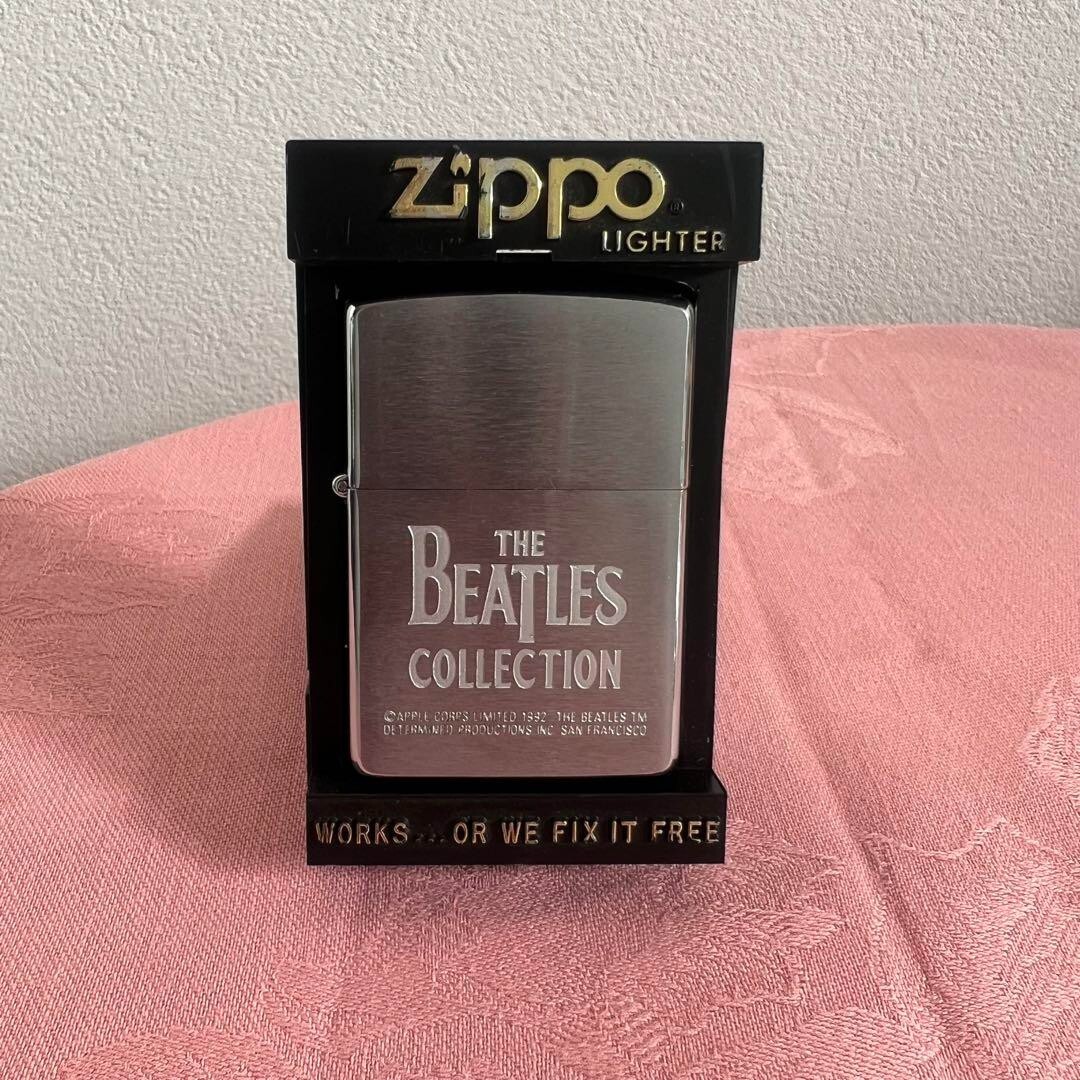 Zippo®
LIGHTER
THE
BEATLES
COLLECTION
©APPLE CORPS LIMITED 1992 THE BEATLES TM
DETERMINED PRODUCTIONS INC SAN FRANCISCO
WORKS... OR WE FIX IT FREE